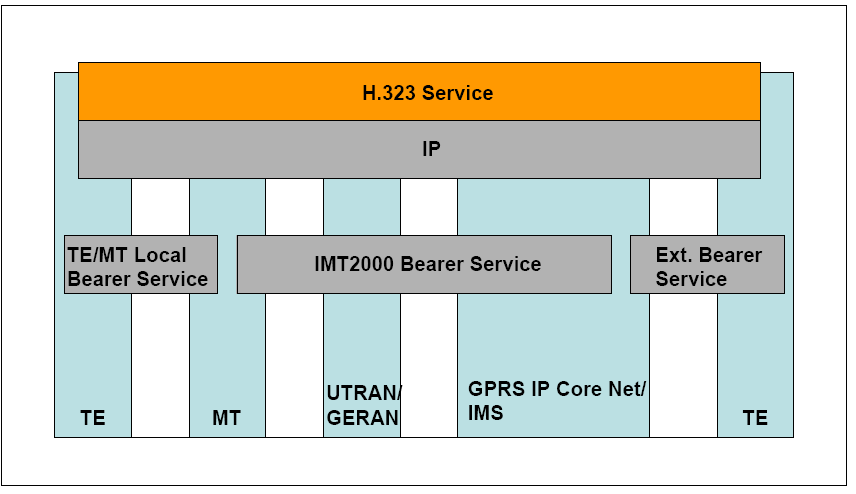 H.323 Service
IP
TE/MT Local
Bearer Service
IMT2000 Bearer Service
Ext. Bearer
Service
TE
MT
UTRAN/
GERAN
GPRS IP Core Net/
IMS
TE